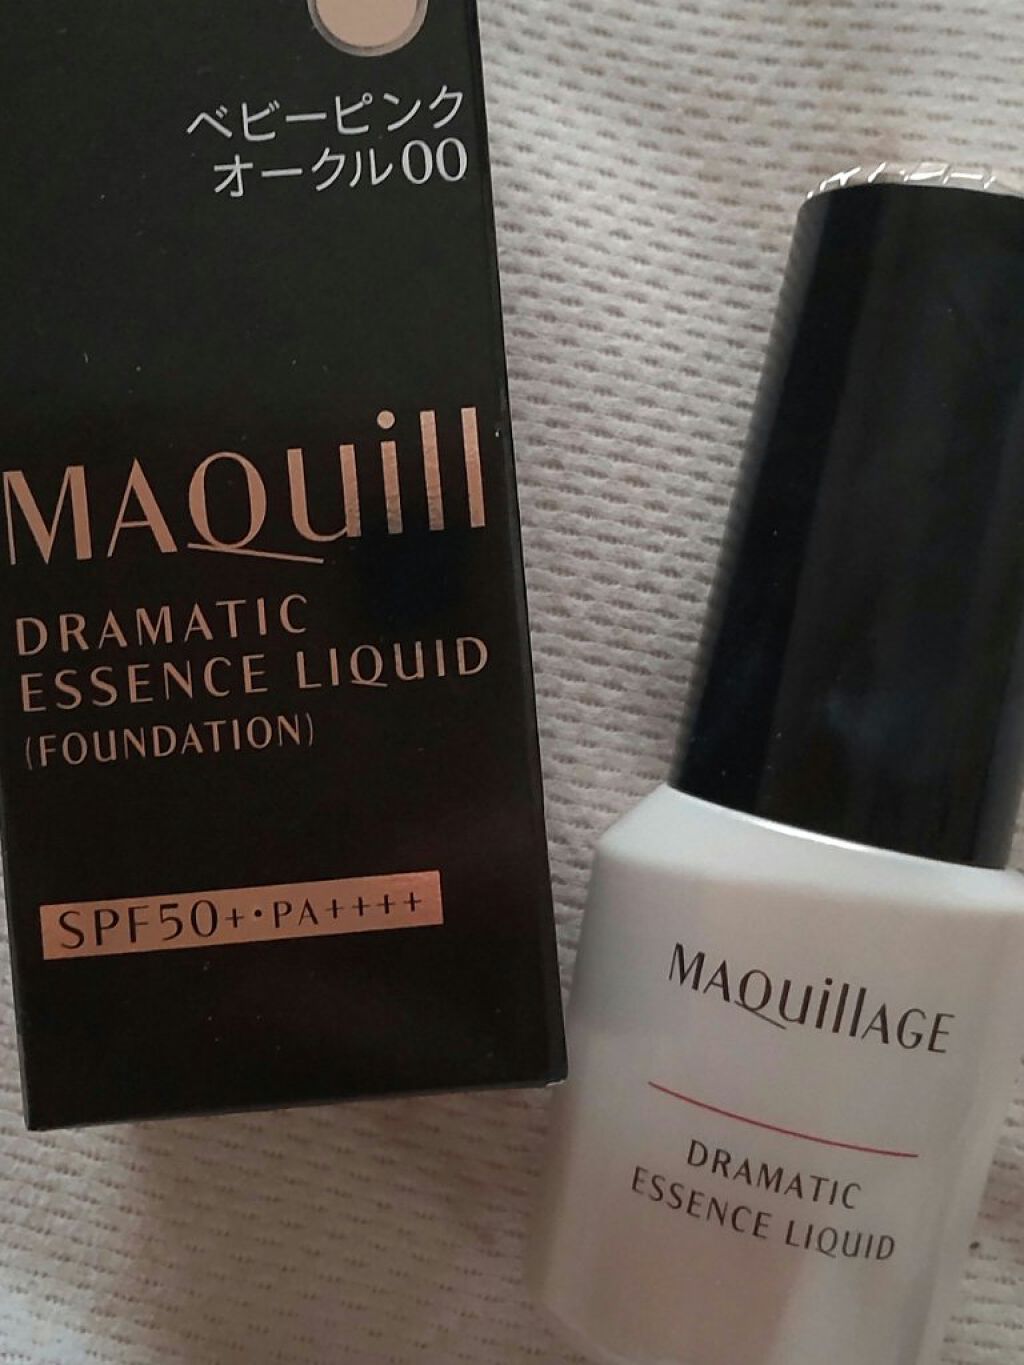 ベビーピンク
オークル00
MAQuill
DRAMATIC
ESSENCE LIQUID
(FOUNDATION)
SPF50+・PA++++
MAQuillAGE
DRAMATIC
ESSENCE LIQUID